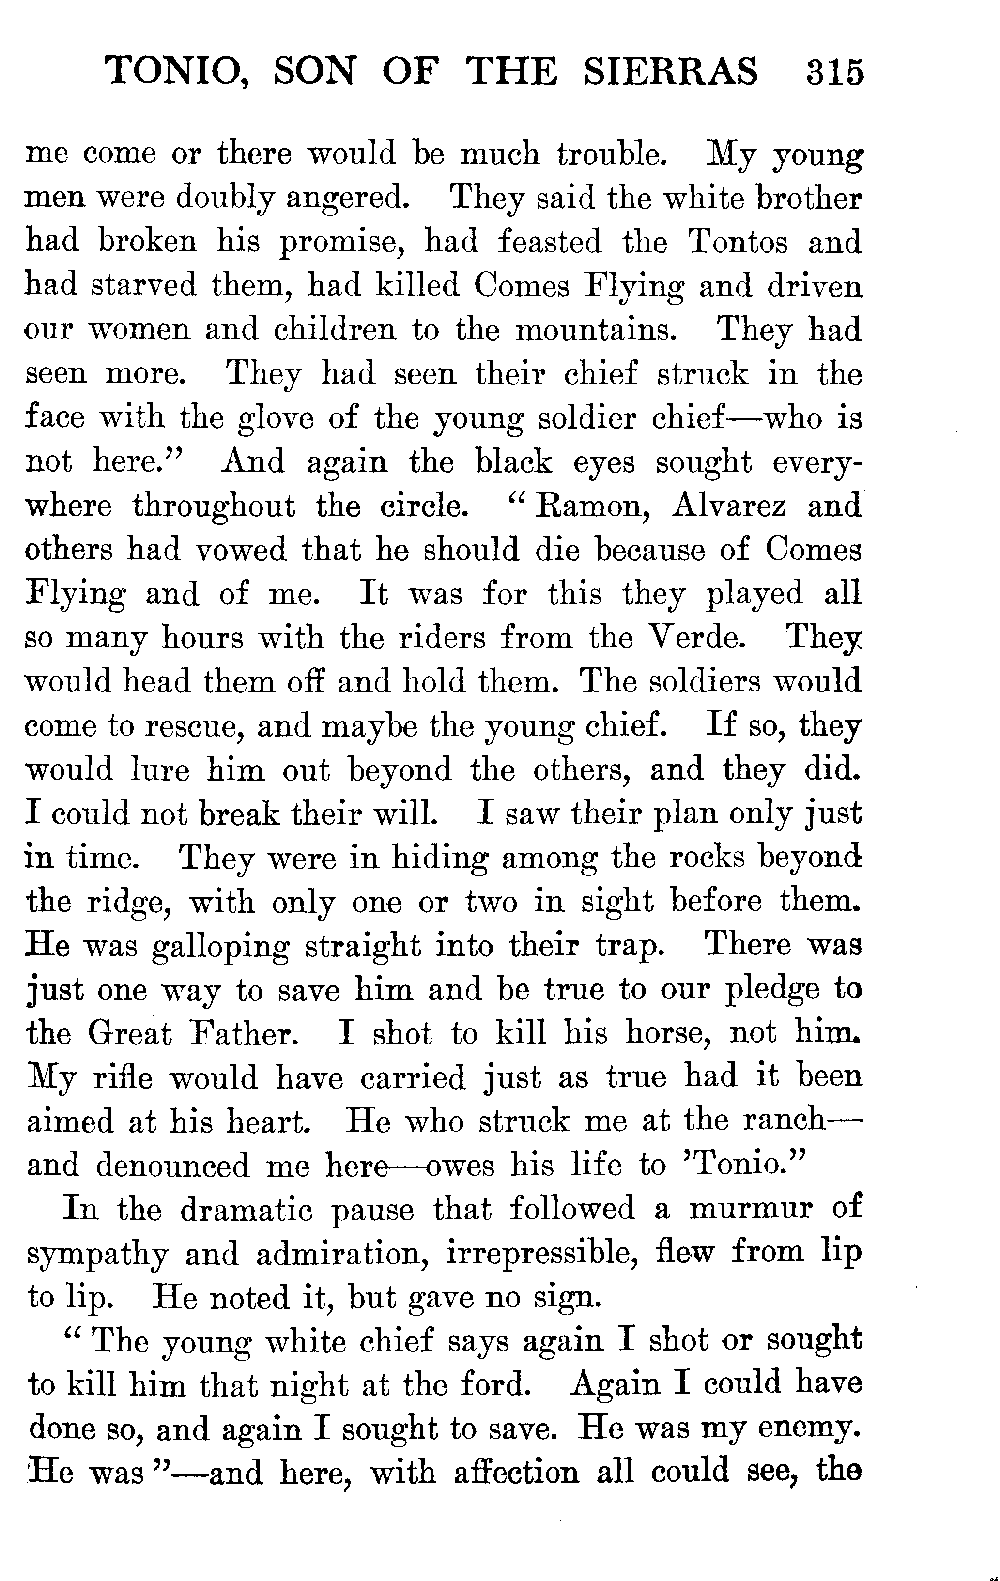 TONIO, SON OF THE SIERRAS 315
me come or there would be much trouble. My young
men were doubly angered. They said the white brother
had broken his promise, had feasted the Tontos and
had starved them, had killed Comes Flying and driven
our women and children to the mountains. They had
seen more. They had seen their chief struck in the
face with the glove of the young soldier chief—who is
not here.” And again the black eyes sought every-
where throughout the circle. “ Ramon, Alvarez and
others had vowed that he should die because of Comes
Flying and of me. It was for this they played all
so many hours with the riders from the Verde. They
would head them off and hold them. The soldiers would
come to rescue, and maybe the young chief. If so, they
would lure him out beyond the others, and they did.
I could not break their will. I saw their plan only just
in time. They were in hiding among the rocks beyond
the ridge, with only one or two in sight before them.
He was galloping straight into their trap. There was
just one way to save him and be true to our pledge to
the Great Father. I shot to kill his horse, not him.
My rifle would have carried just as true had it been
aimed at his heart. He who struck me at the ranch—
and denounced me here—owes his life to ’Tonio.”
In the dramatic pause that followed a murmur of
sympathy and admiration, irrepressible, flew from lip
to lip. He noted it, but gave no sign.
“ The young white chief says again I shot or sought
to kill him that night at the ford. Again I could have
done so, and again I sought to save. He was my enemy.
He was ”—and here, with affection all could see, the